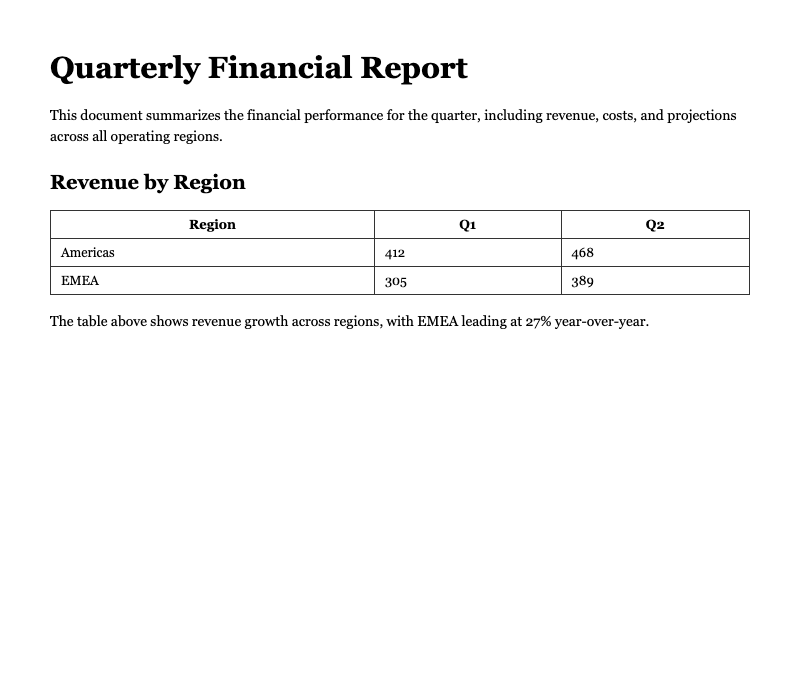 Quarterly Financial Report
This document summarizes the financial performance for the quarter, including revenue, costs, and projections
across all operating regions.
Revenue by Region
Region Q1 Q2
Americas 412 468
EMEA 305 389
The table above shows revenue growth across regions, with EMEA leading at 27% year-over-year.